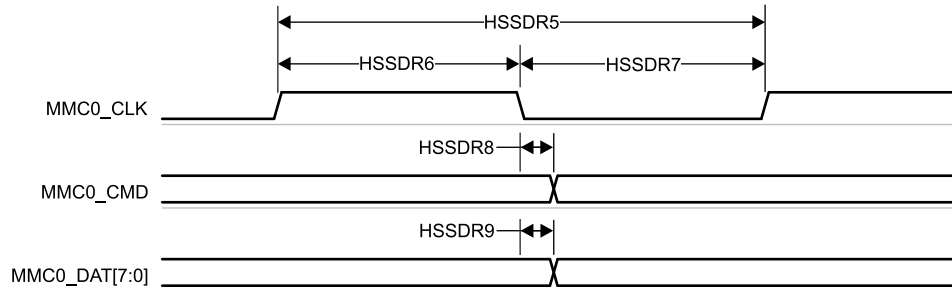 HSSDR5
HSSDR6 HSSDR7
MMC0_CLK
HSSDR8
MMC0_CMD
HSSDR9
MMC0_DAT[7:0]